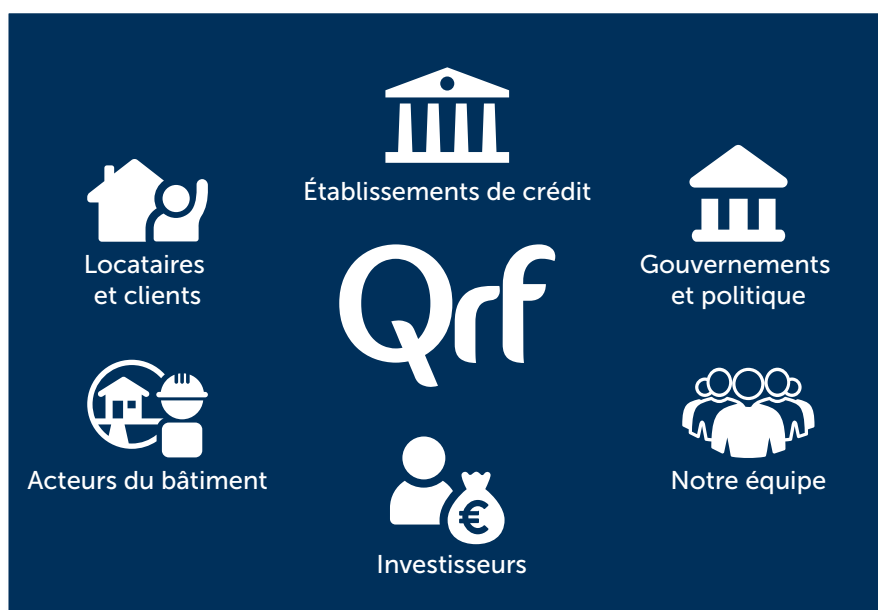 Établissements de crédit
Locataires
et clients
Gouvernements
et politique
Qrf
Acteurs du bâtiment
Notre équipe
€
Investisseurs